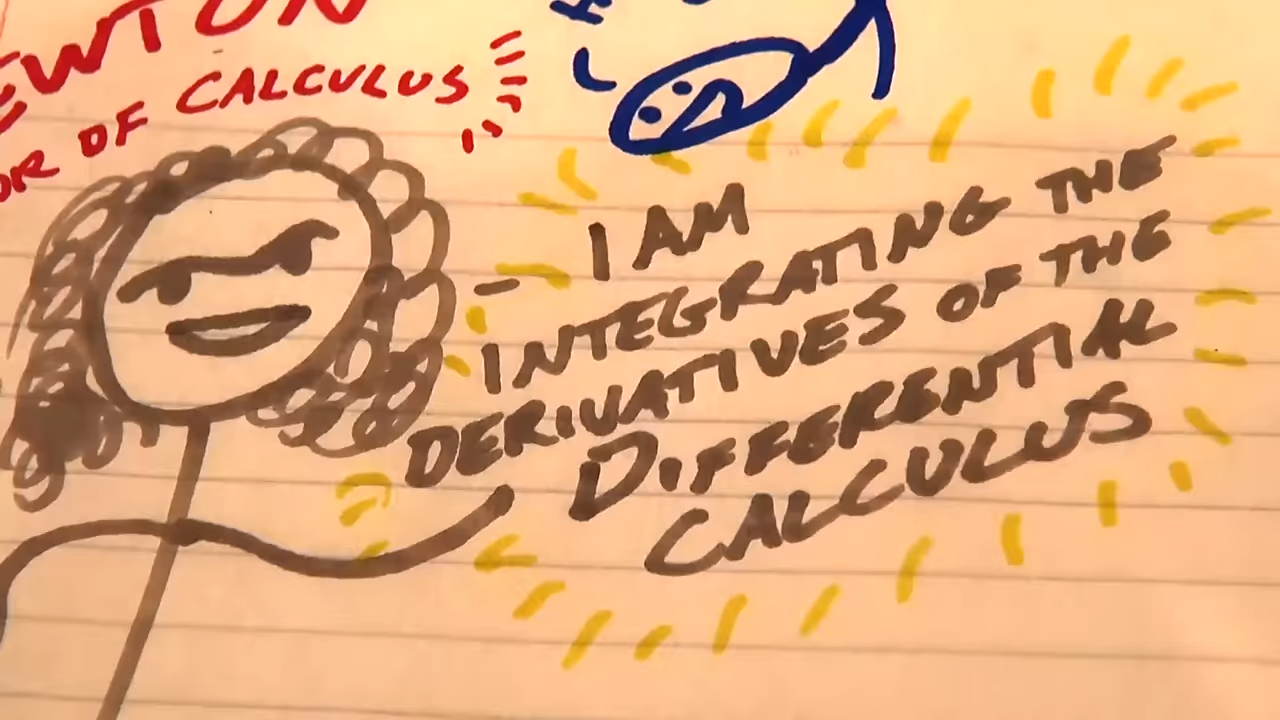 EWTON
OR OF CALCULUS
I AM
INTEGRATING THE
DERIVATIVES OF THE
DIFFERENTIAL
CALCULUS